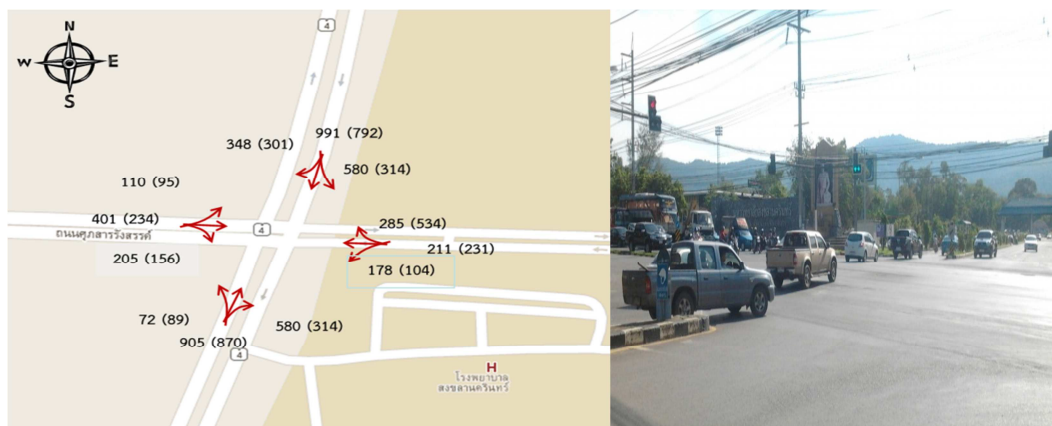 N
W E
S
4
991 (792)
348 (301)
580 (314)
110 (95)
401 (234)
285 (534)
4
ถนนศุภสารรังสรรค์
211 (231)
205 (156)
178 (104)
72 (89)
580 (314)
905 (870)
4
H
โรงพยาบาล
สงขลานครินทร์